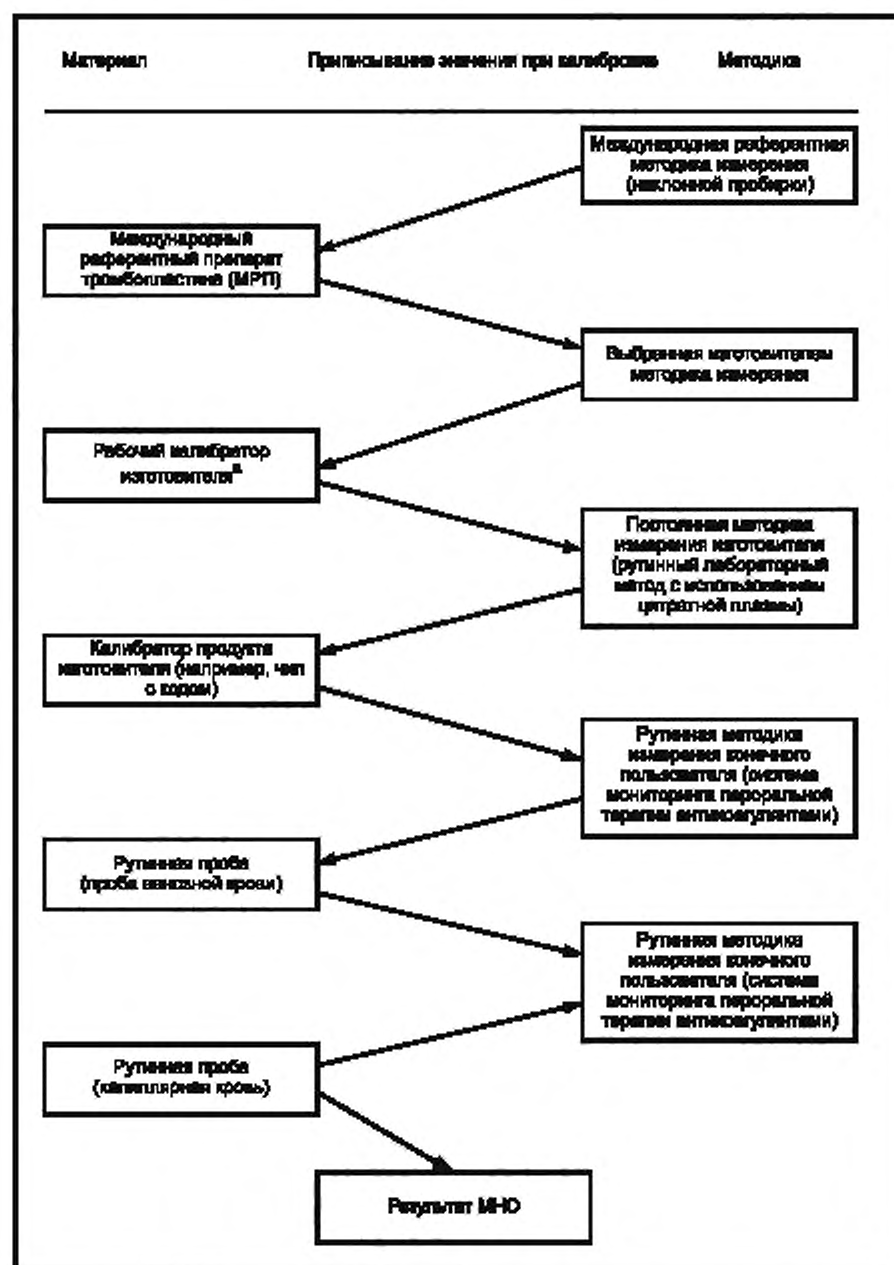 Материал Приписывание значения при калибровке Методика
Международная референтная
методика измерения
(наклонной пробирки)
Международный
референтный препарат
тромбопластина (МРП)
Выбранная изготовителем
методика измерения
Рабочий калибратор
изготовителяª
Постоянная методика
измерения изготовителя
(рутинный лабораторный
метод с использованием
цитратной плазмы)
Калибратор продукта
изготовителя (например, чип
с кодом)
Рутинная методика
измерения конечного
пользователя (система
мониторинга пероральной
терапии антикоагулянтами)
Рутинная проба
(проба венозной крови)
Рутинная методика
измерения конечного
пользователя (система
мониторинга пероральной
терапии антикоагулянтами)
Рутинная проба
(капиллярная кровь)
Результат МНО